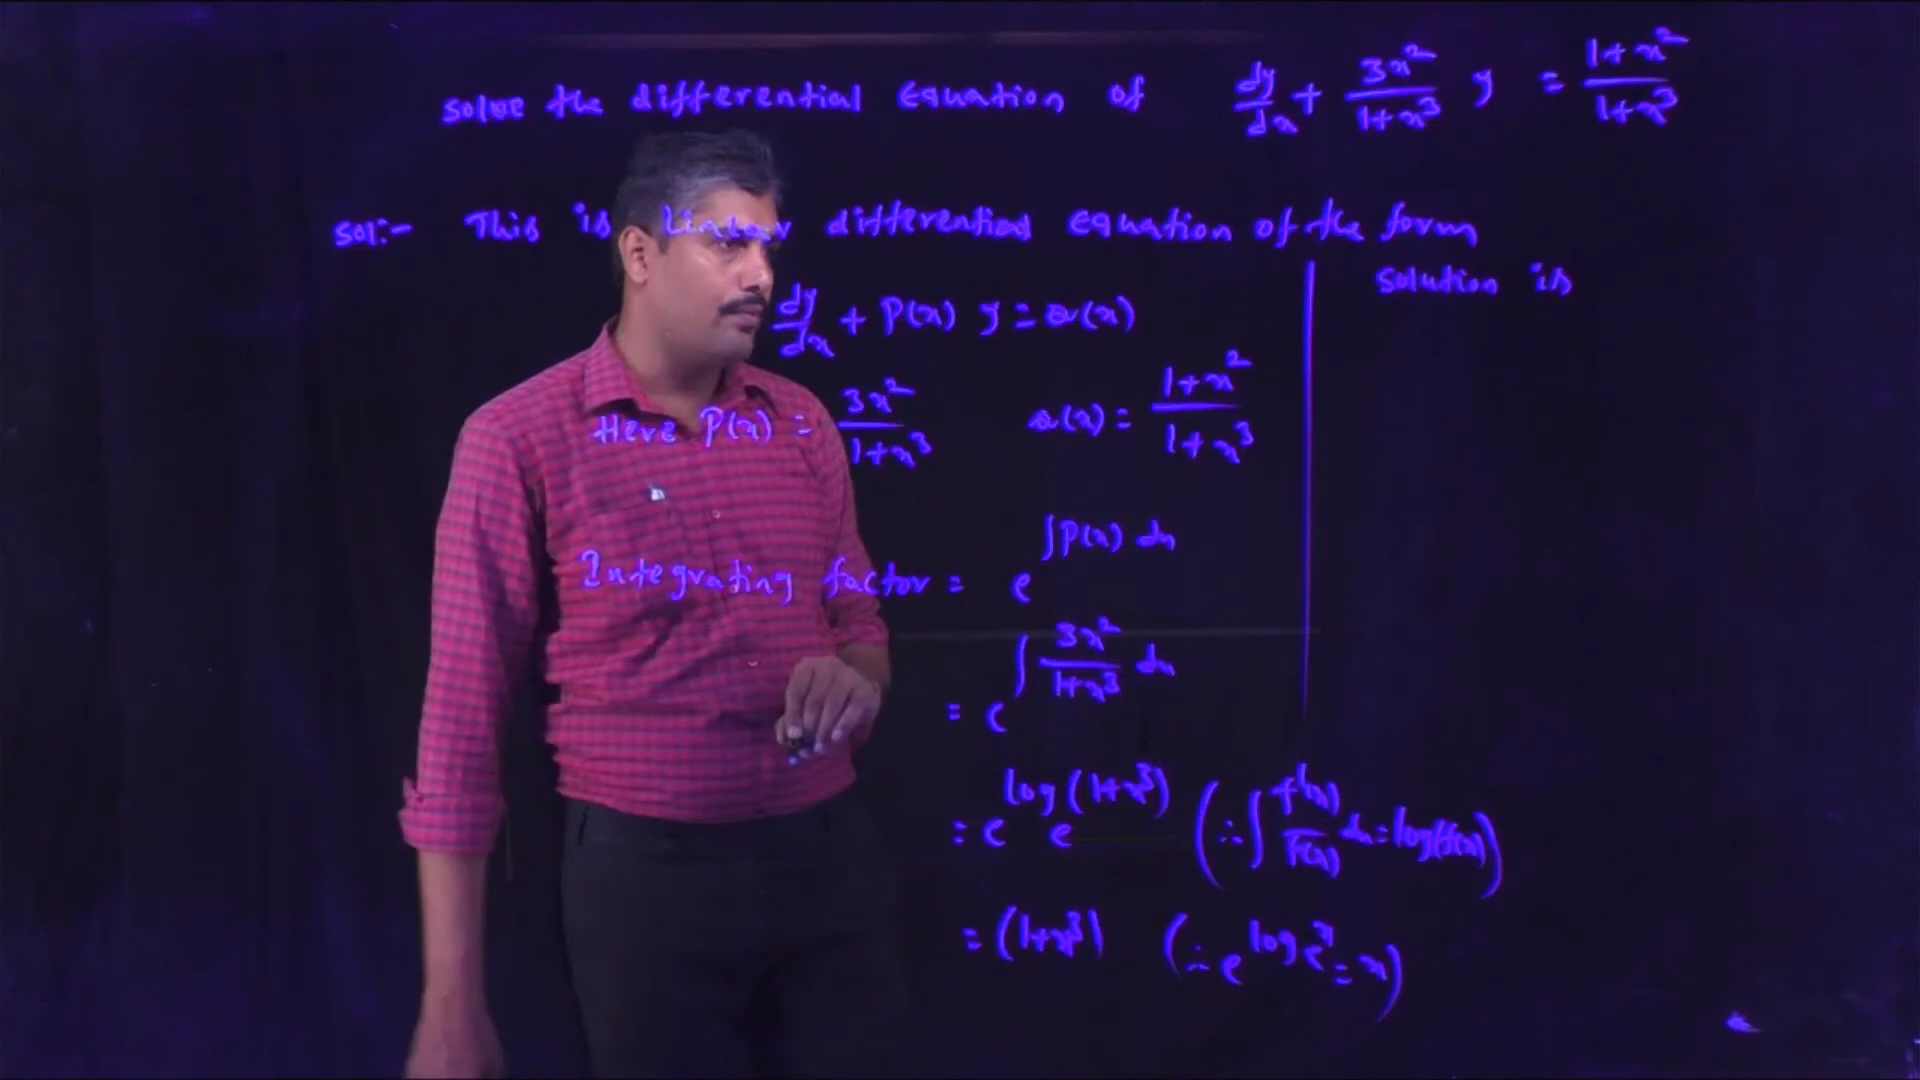 solve the differential equation of dy/dx + 3x²/1+x³ y = 1+x²/1+x³
Sol:- This is Linear differential equation of the form
dy/dx + P(x) y = Q(x)
Here P(x) = 3x²/1+x³ Q(x) = 1+x²/1+x³
Integrating factor = e^∫P(x) dx
= e^∫ 3x²/1+x³ dx
= e^log_e(1+x³) (∴ ∫ f'(x)/f(x) dx = log(f(x))
= (1+x³) (∴ e^log_e x = x)
Solution is